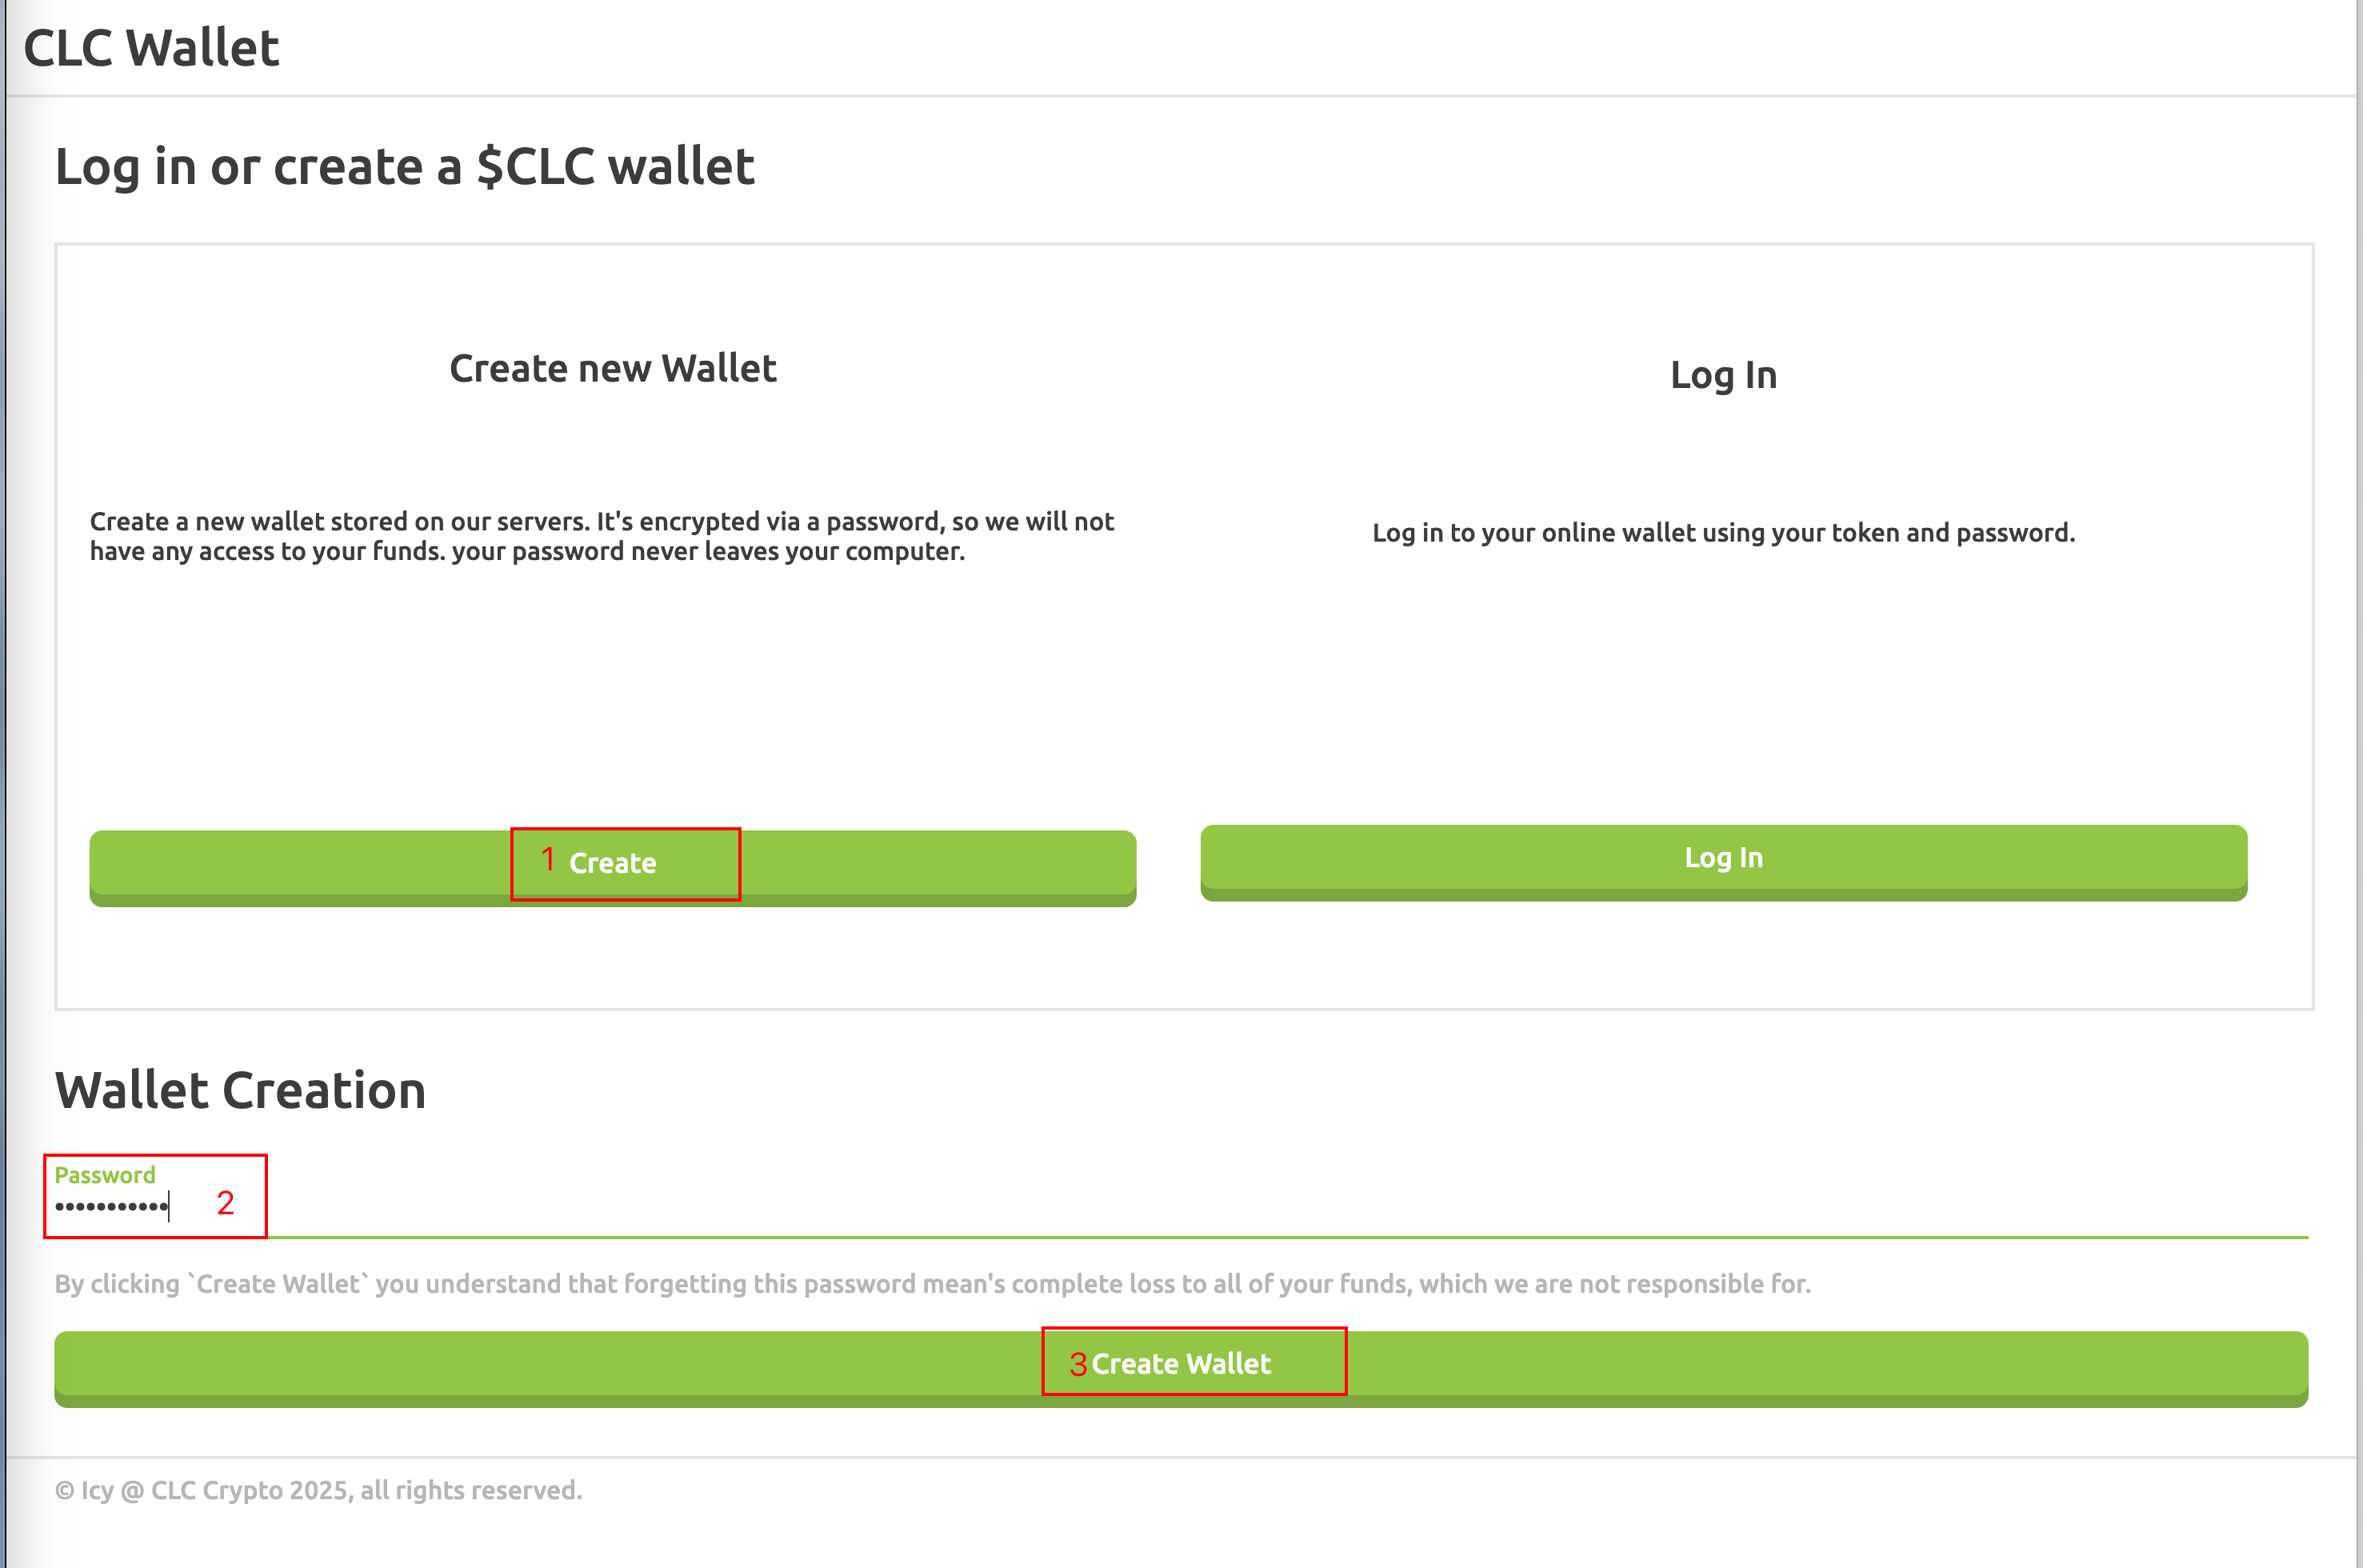 CLC Wallet
Log in or create a $CLC wallet
Create new Wallet
Create a new wallet stored on our servers. It's encrypted via a password, so we will not
have any access to your funds. your password never leaves your computer.
1 Create
Log In
Log in to your online wallet using your token and password.
Log In
Wallet Creation
Password
••••••••••• 2
By clicking `Create Wallet` you understand that forgetting this password mean's complete loss to all of your funds, which we are not responsible for.
3 Create Wallet
© Icy @ CLC Crypto 2025, all rights reserved.